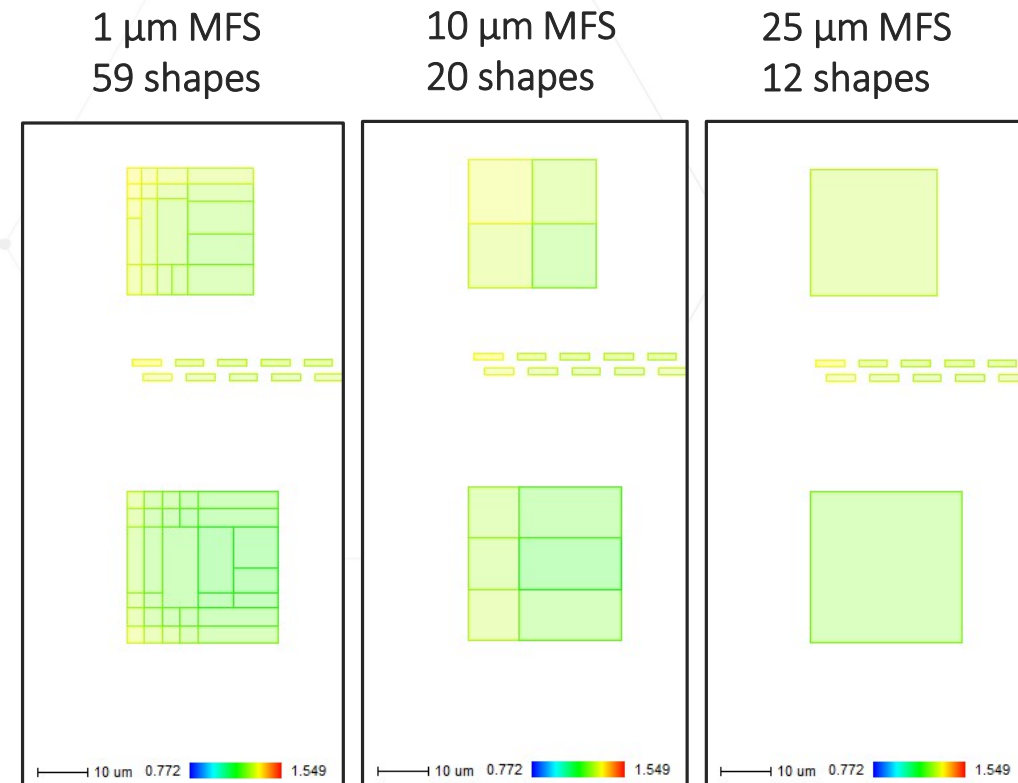 1 μm MFS
59 shapes
10 μm MFS
20 shapes
25 μm MFS
12 shapes
10 um 0.772 1.549
10 um 0.772 1.549
10 um 0.772 1.549